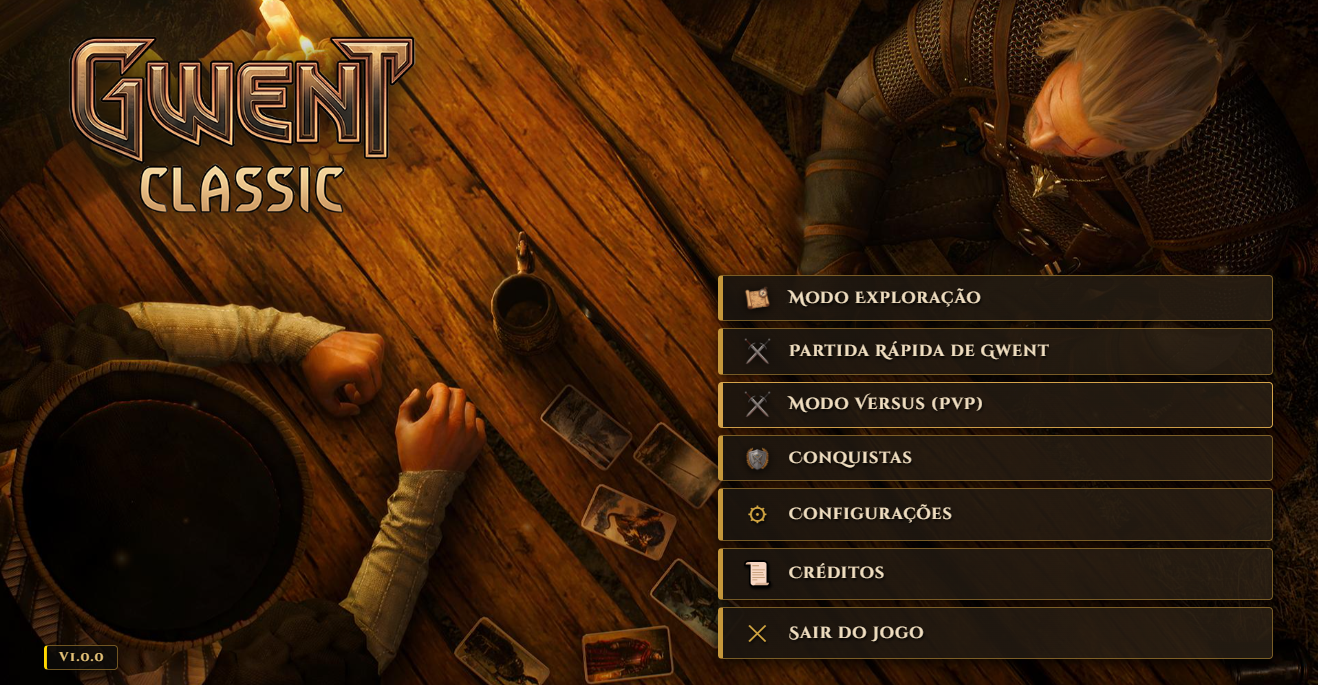 GWENT
CLASSIC
Modo Exploração
Partida Rápida de Gwent
Modo Versus (PvP)
Conquistas
Configurações
Créditos
Sair do Jogo
V1.0.0